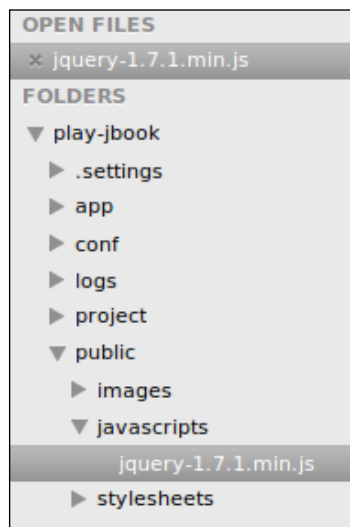 OPEN FILES
jquery-1.7.1.min.js
FOLDERS
play-jbook
.settings
app
conf
logs
project
public
images
javascripts
jquery-1.7.1.min.js
stylesheets